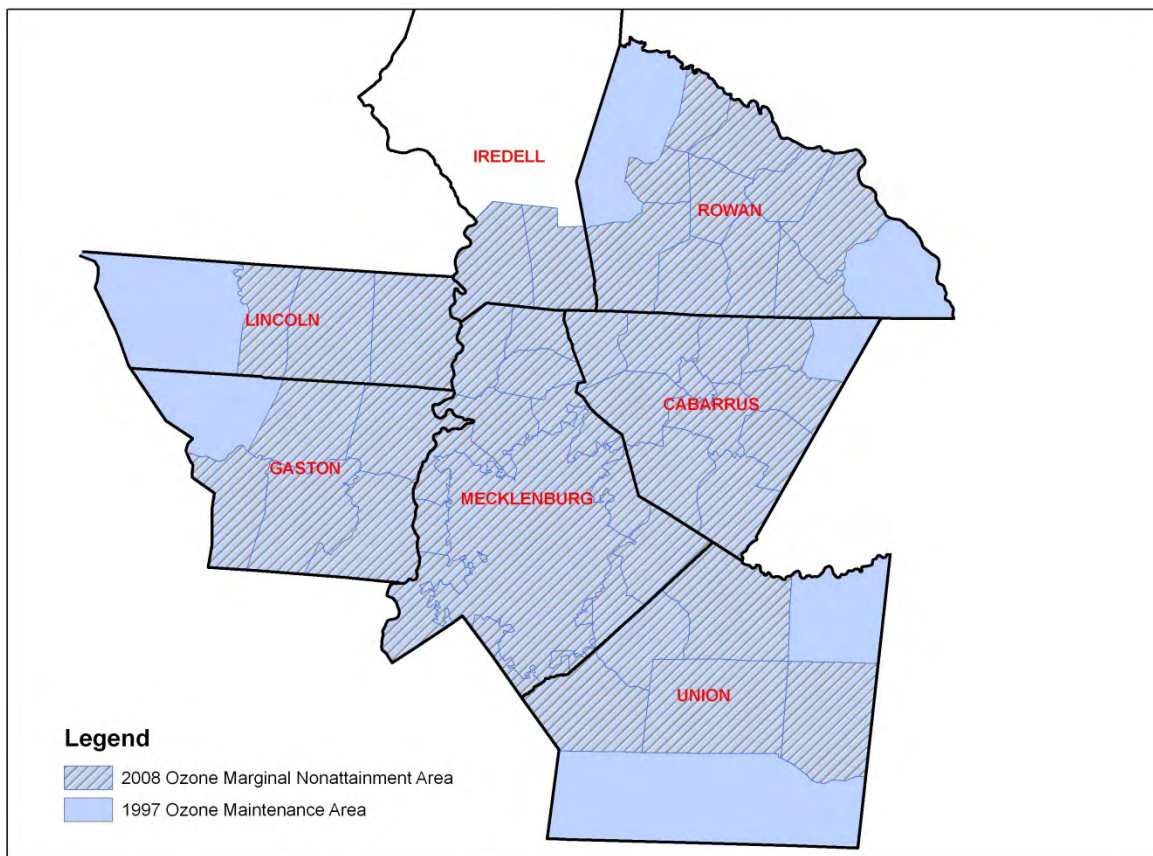 IREDELL
ROWAN
LINCOLN
CABARRUS
GASTON
MECKLENBURG
UNION
Legend
2008 Ozone Marginal Nonattainment Area
1997 Ozone Maintenance Area